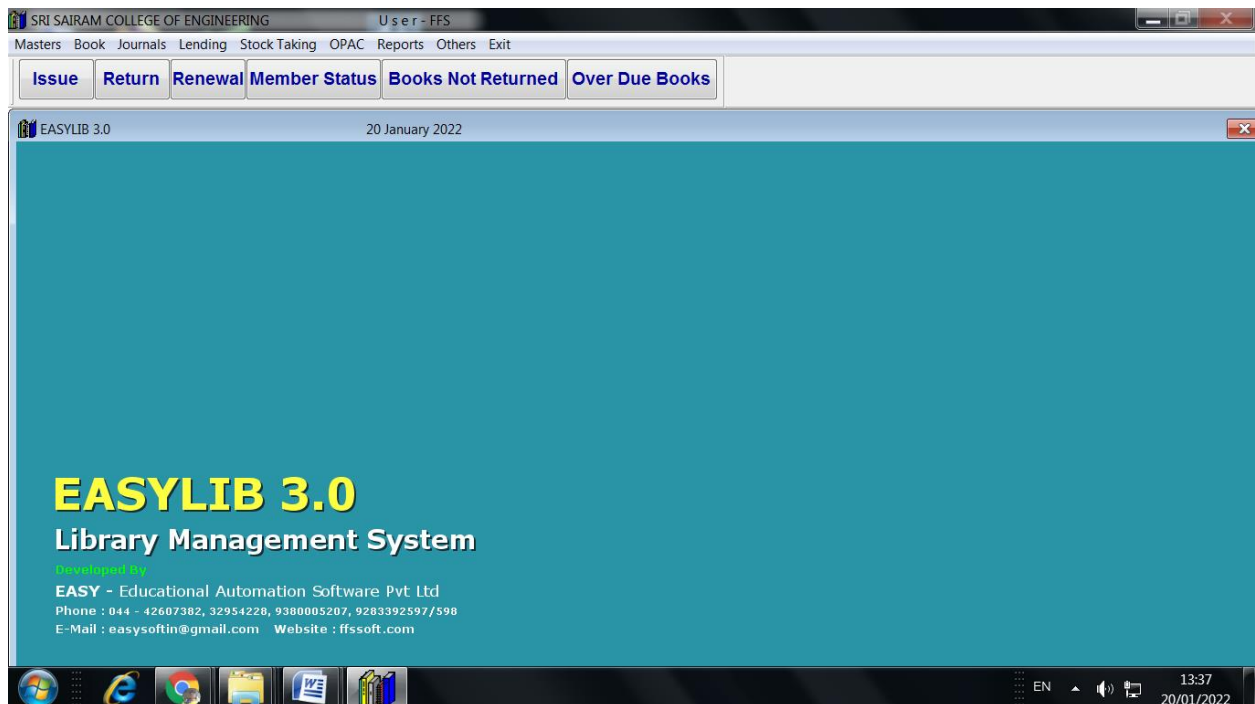 SRI SAIRAM COLLEGE OF ENGINEERING U s e r - FFS
Masters Book Journals Lending Stock Taking OPAC Reports Others Exit
Issue Return Renewal Member Status Books Not Returned Over Due Books
EASYLIB 3.0 20 January 2022
EASYLIB 3.0
Library Management System
Developed By
EASY - Educational Automation Software Pvt Ltd
Phone : 044 - 42607382, 32954228, 9380005207, 9283392597/598
E-Mail : easysoftin@gmail.com Website : ffssoft.com
EN 13:37
20/01/2022